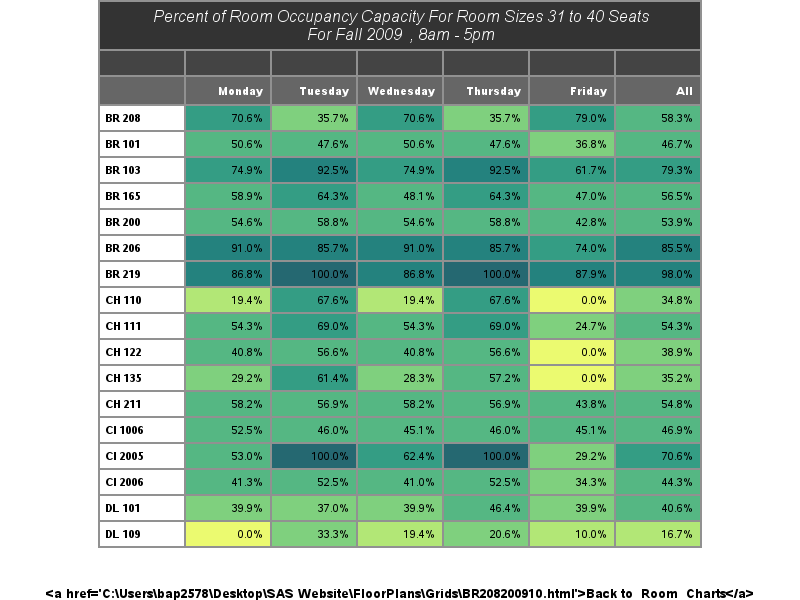 Percent of Room Occupancy Capacity For Room Sizes 31 to 40 Seats
For Fall 2009 , 8am - 5pm
Monday Tuesday Wednesday Thursday Friday All
BR 208 70.6% 35.7% 70.6% 35.7% 79.0% 58.3%
BR 101 50.6% 47.6% 50.6% 47.6% 36.8% 46.7%
BR 103 74.9% 92.5% 74.9% 92.5% 61.7% 79.3%
BR 165 58.9% 64.3% 48.1% 64.3% 47.0% 56.5%
BR 200 54.6% 58.8% 54.6% 58.8% 42.8% 53.9%
BR 206 91.0% 85.7% 91.0% 85.7% 74.0% 85.5%
BR 219 86.8% 100.0% 86.8% 100.0% 87.9% 98.0%
CH 110 19.4% 67.6% 19.4% 67.6% 0.0% 34.8%
CH 111 54.3% 69.0% 54.3% 69.0% 24.7% 54.3%
CH 122 40.8% 56.6% 40.8% 56.6% 0.0% 38.9%
CH 135 29.2% 61.4% 28.3% 57.2% 0.0% 35.2%
CH 211 58.2% 56.9% 58.2% 56.9% 43.8% 54.8%
CI 1006 52.5% 46.0% 45.1% 46.0% 45.1% 46.9%
CI 2005 53.0% 100.0% 62.4% 100.0% 29.2% 70.6%
CI 2006 41.3% 52.5% 41.0% 52.5% 34.3% 44.3%
DL 101 39.9% 37.0% 39.9% 46.4% 39.9% 40.6%
DL 109 0.0% 33.3% 19.4% 20.6% 10.0% 16.7%
<a href='C:\Users\bap2578\Desktop\SAS Website\FloorPlans\Grids\BR208200910.html'>Back to Room Charts</a>